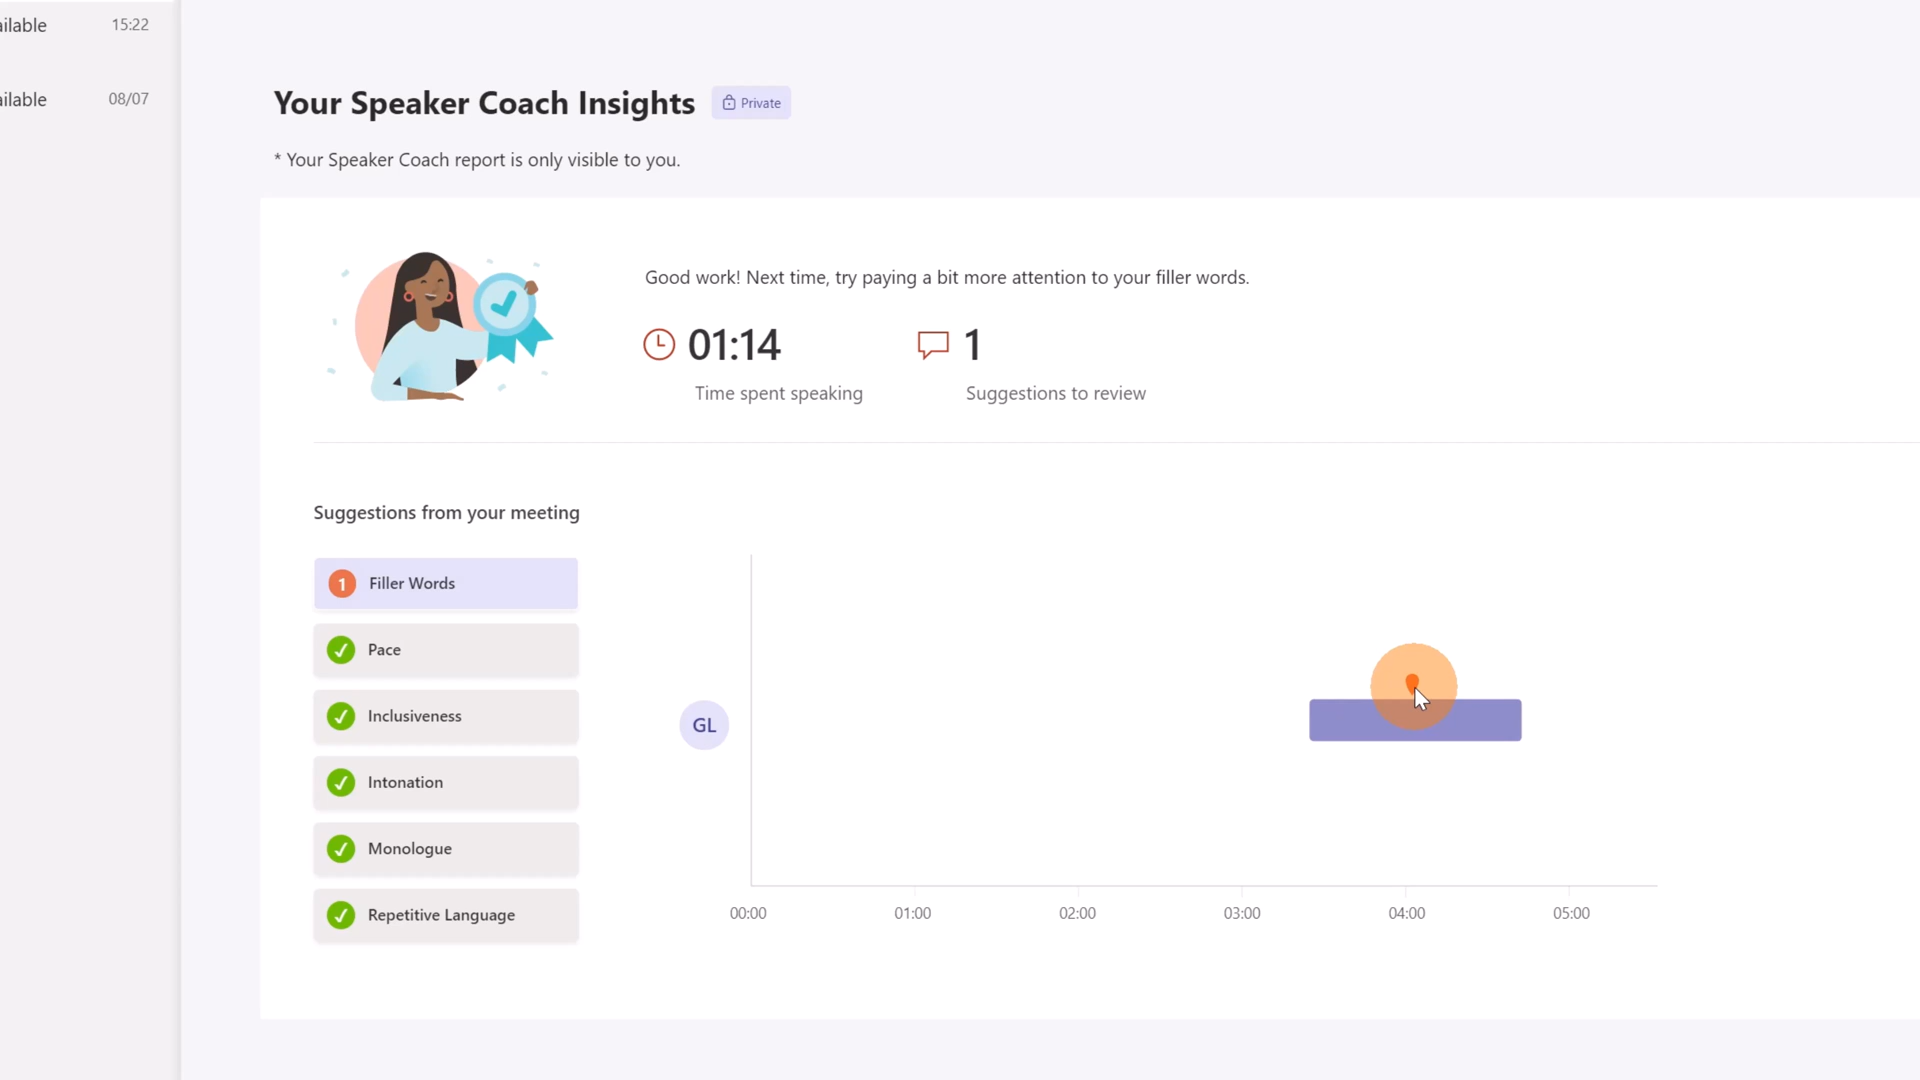 ailable 15:22
ailable 08/07
Your Speaker Coach Insights Private
* Your Speaker Coach report is only visible to you.
Good work! Next time, try paying a bit more attention to your filler words.
01:14 1
Time spent speaking Suggestions to review
Suggestions from your meeting
1 Filler Words
Pace
Inclusiveness
Intonation
Monologue
Repetitive Language
GL
00:00 01:00 02:00 03:00 04:00 05:00